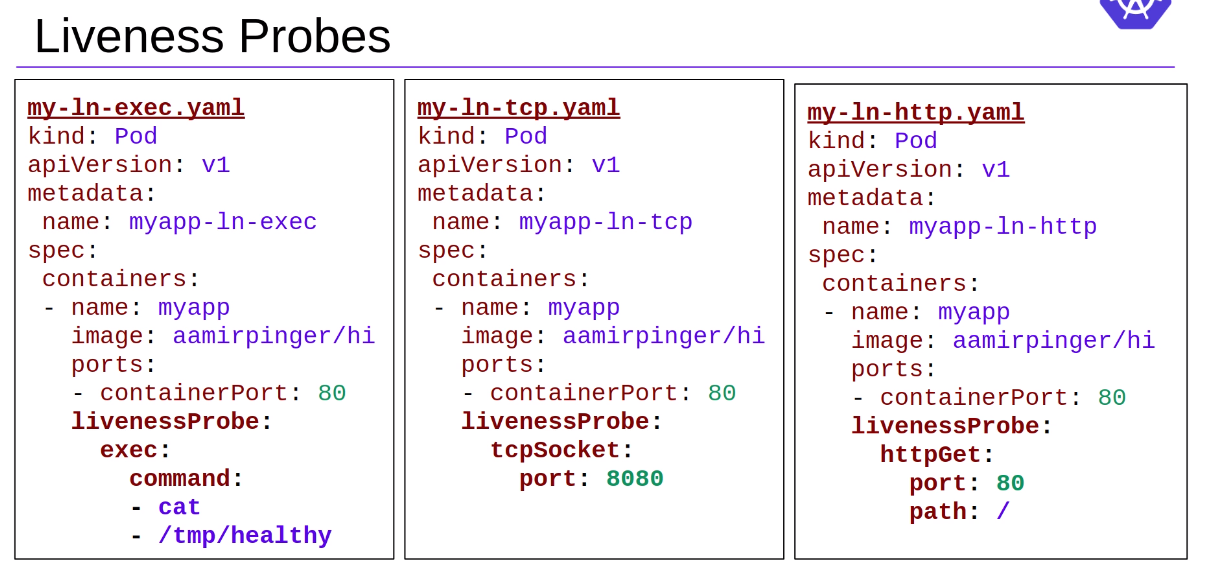 Liveness Probes
my-ln-exec.yaml
kind: Pod
apiVersion: v1
metadata:
 name: myapp-ln-exec
spec:
 containers:
 - name: myapp
   image: aamirpinger/hi
   ports:
   - containerPort: 80
   livenessProbe:
     exec:
       command:
       - cat
       - /tmp/healthy
my-ln-tcp.yaml
kind: Pod
apiVersion: v1
metadata:
 name: myapp-ln-tcp
spec:
 containers:
 - name: myapp
   image: aamirpinger/hi
   ports:
   - containerPort: 80
   livenessProbe:
     tcpSocket:
       port: 8080
my-ln-http.yaml
kind: Pod
apiVersion: v1
metadata:
 name: myapp-ln-http
spec:
 containers:
 - name: myapp
   image: aamirpinger/hi
   ports:
   - containerPort: 80
   livenessProbe:
     httpGet:
       port: 80
       path: /